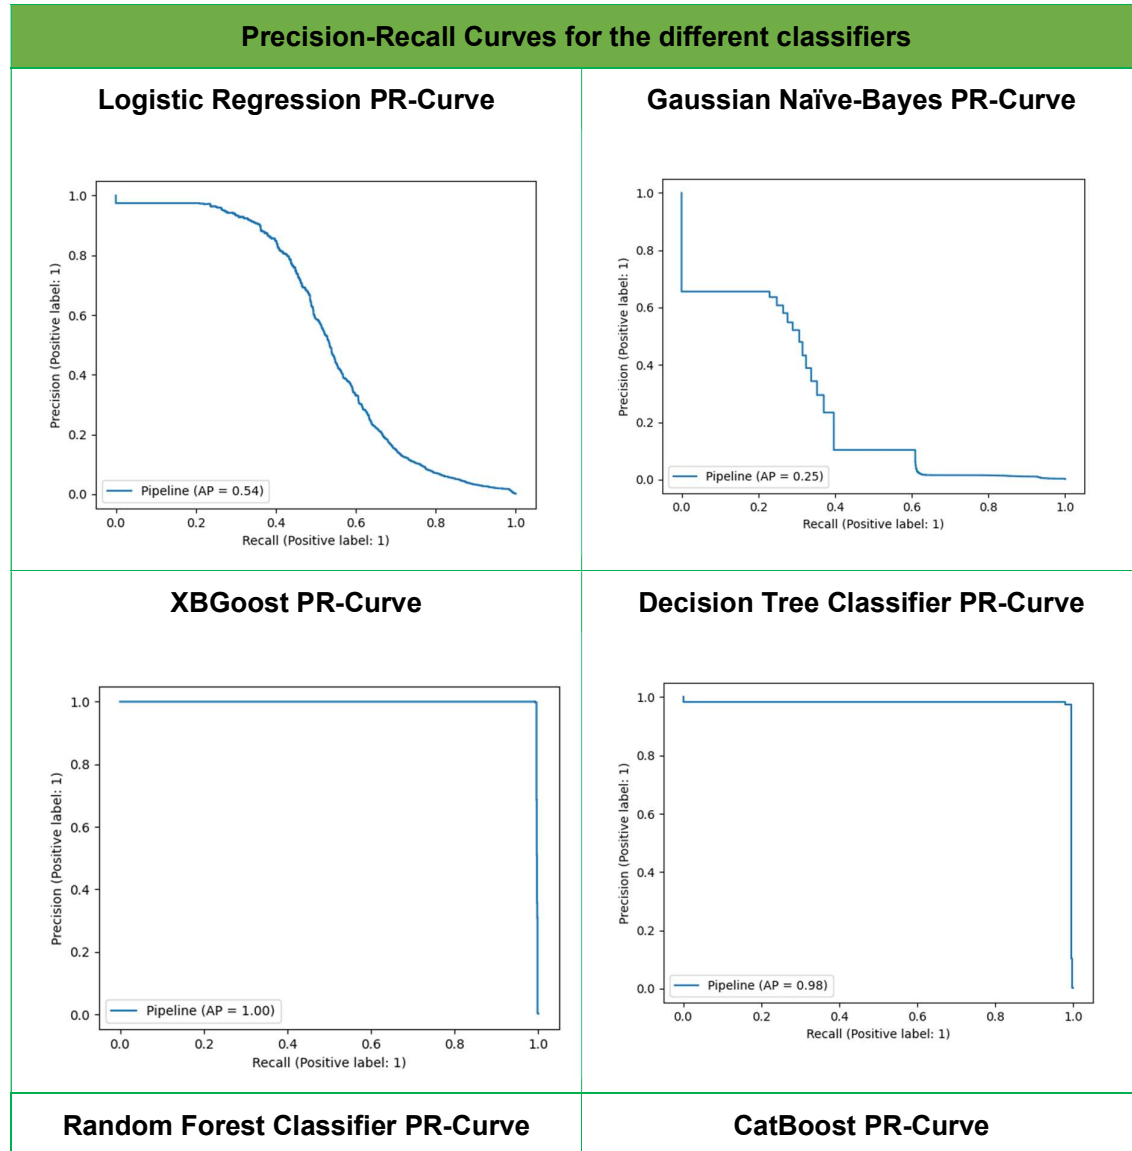 Precision-Recall Curves for the different classifiers
Logistic Regression PR-Curve
1.0
0.8
0.6
0.4
0.2
0.0
Precision (Positive label: 1)
Pipeline (AP = 0.54)
0.0 0.2 0.4 0.6 0.8 1.0
Recall (Positive label: 1)
Gaussian Naïve-Bayes PR-Curve
1.0
0.8
0.6
0.4
0.2
0.0
Precision (Positive label: 1)
Pipeline (AP = 0.25)
0.0 0.2 0.4 0.6 0.8 1.0
Recall (Positive label: 1)
XBGoost PR-Curve
1.0
0.8
0.6
0.4
0.2
0.0
Precision (Positive label: 1)
Pipeline (AP = 1.00)
0.0 0.2 0.4 0.6 0.8 1.0
Recall (Positive label: 1)
Decision Tree Classifier PR-Curve
1.0
0.8
0.6
0.4
0.2
0.0
Precision (Positive label: 1)
Pipeline (AP = 0.98)
0.0 0.2 0.4 0.6 0.8 1.0
Recall (Positive label: 1)
Random Forest Classifier PR-Curve
CatBoost PR-Curve